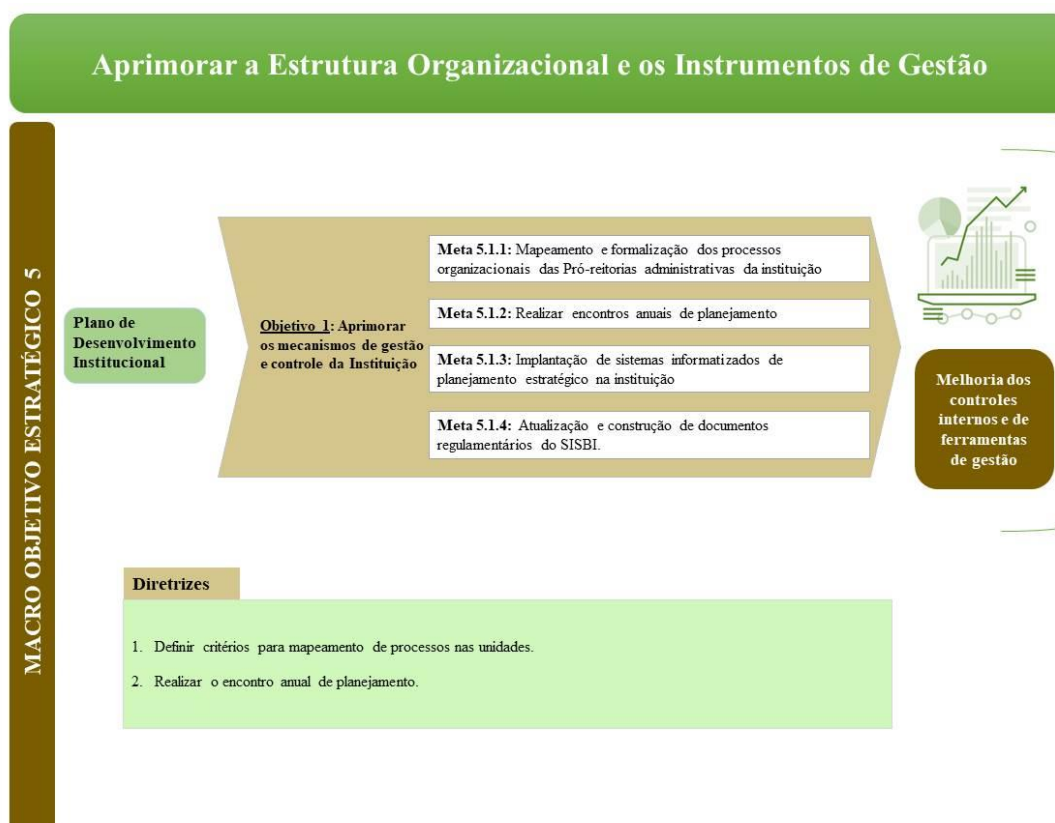 Aprimorar a Estrutura Organizacional e os Instrumentos de Gestão
MACRO OBJETIVO ESTRATÉGICO 5
Plano de
Desenvolvimento
Institucional
Objetivo 1: Aprimorar
os mecanismos de gestão
e controle da Instituição
Meta 5.1.1: Mapeamento e formalização dos processos
organizacionais das Pró-reitorias administrativas da instituição
Meta 5.1.2: Realizar encontros anuais de planejamento
Meta 5.1.3: Implantação de sistemas informatizados de
planejamento estratégico na instituição
Meta 5.1.4: Atualização e construção de documentos
regulamentários do SISBI.
Melhoria dos
controles
internos e de
ferramentas
de gestão
Diretrizes
1. Definir critérios para mapeamento de processos nas unidades.
2. Realizar o encontro anual de planejamento.